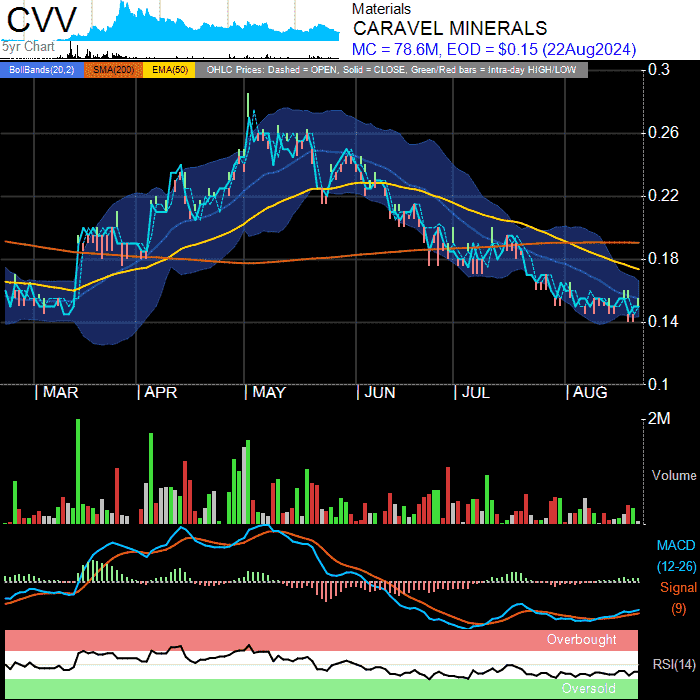 CVV
5yr Chart
Materials
CARAVEL MINERALS
MC = 78.6M, EOD = $0.15 (22Aug2024)
BollBands(20,2) SMA(200) EMA(50) OHLC Prices: Dashed = OPEN, Solid = CLOSE, Green/Red bars = Intra-day HIGH/LOW
0.3
0.26
0.22
0.18
0.14
0.1
MAR APR MAY JUN JUL AUG
2M
Volume
MACD
(12-26)
Signal
(9)
Overbought
RSI(14)
Oversold